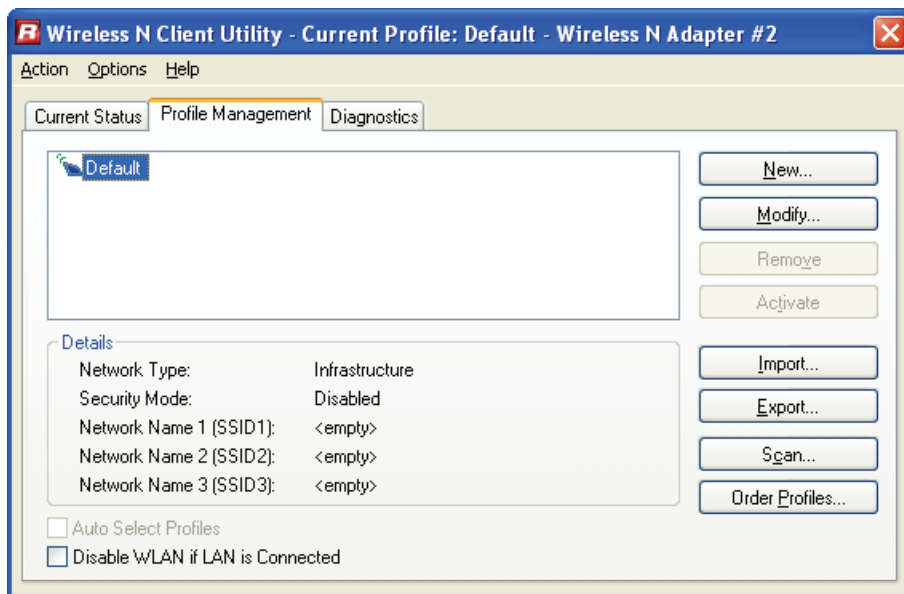 R Wireless N Client Utility - Current Profile: Default - Wireless N Adapter #2
Action Options Help
Current Status Profile Management Diagnostics
Default
New...
Modify...
Remove
Activate
Details
Network Type: Infrastructure
Security Mode: Disabled
Network Name 1 (SSID1): <empty>
Network Name 2 (SSID2): <empty>
Network Name 3 (SSID3): <empty>
Import...
Export...
Scan...
Order Profiles...
Auto Select Profiles
Disable WLAN if LAN is Connected